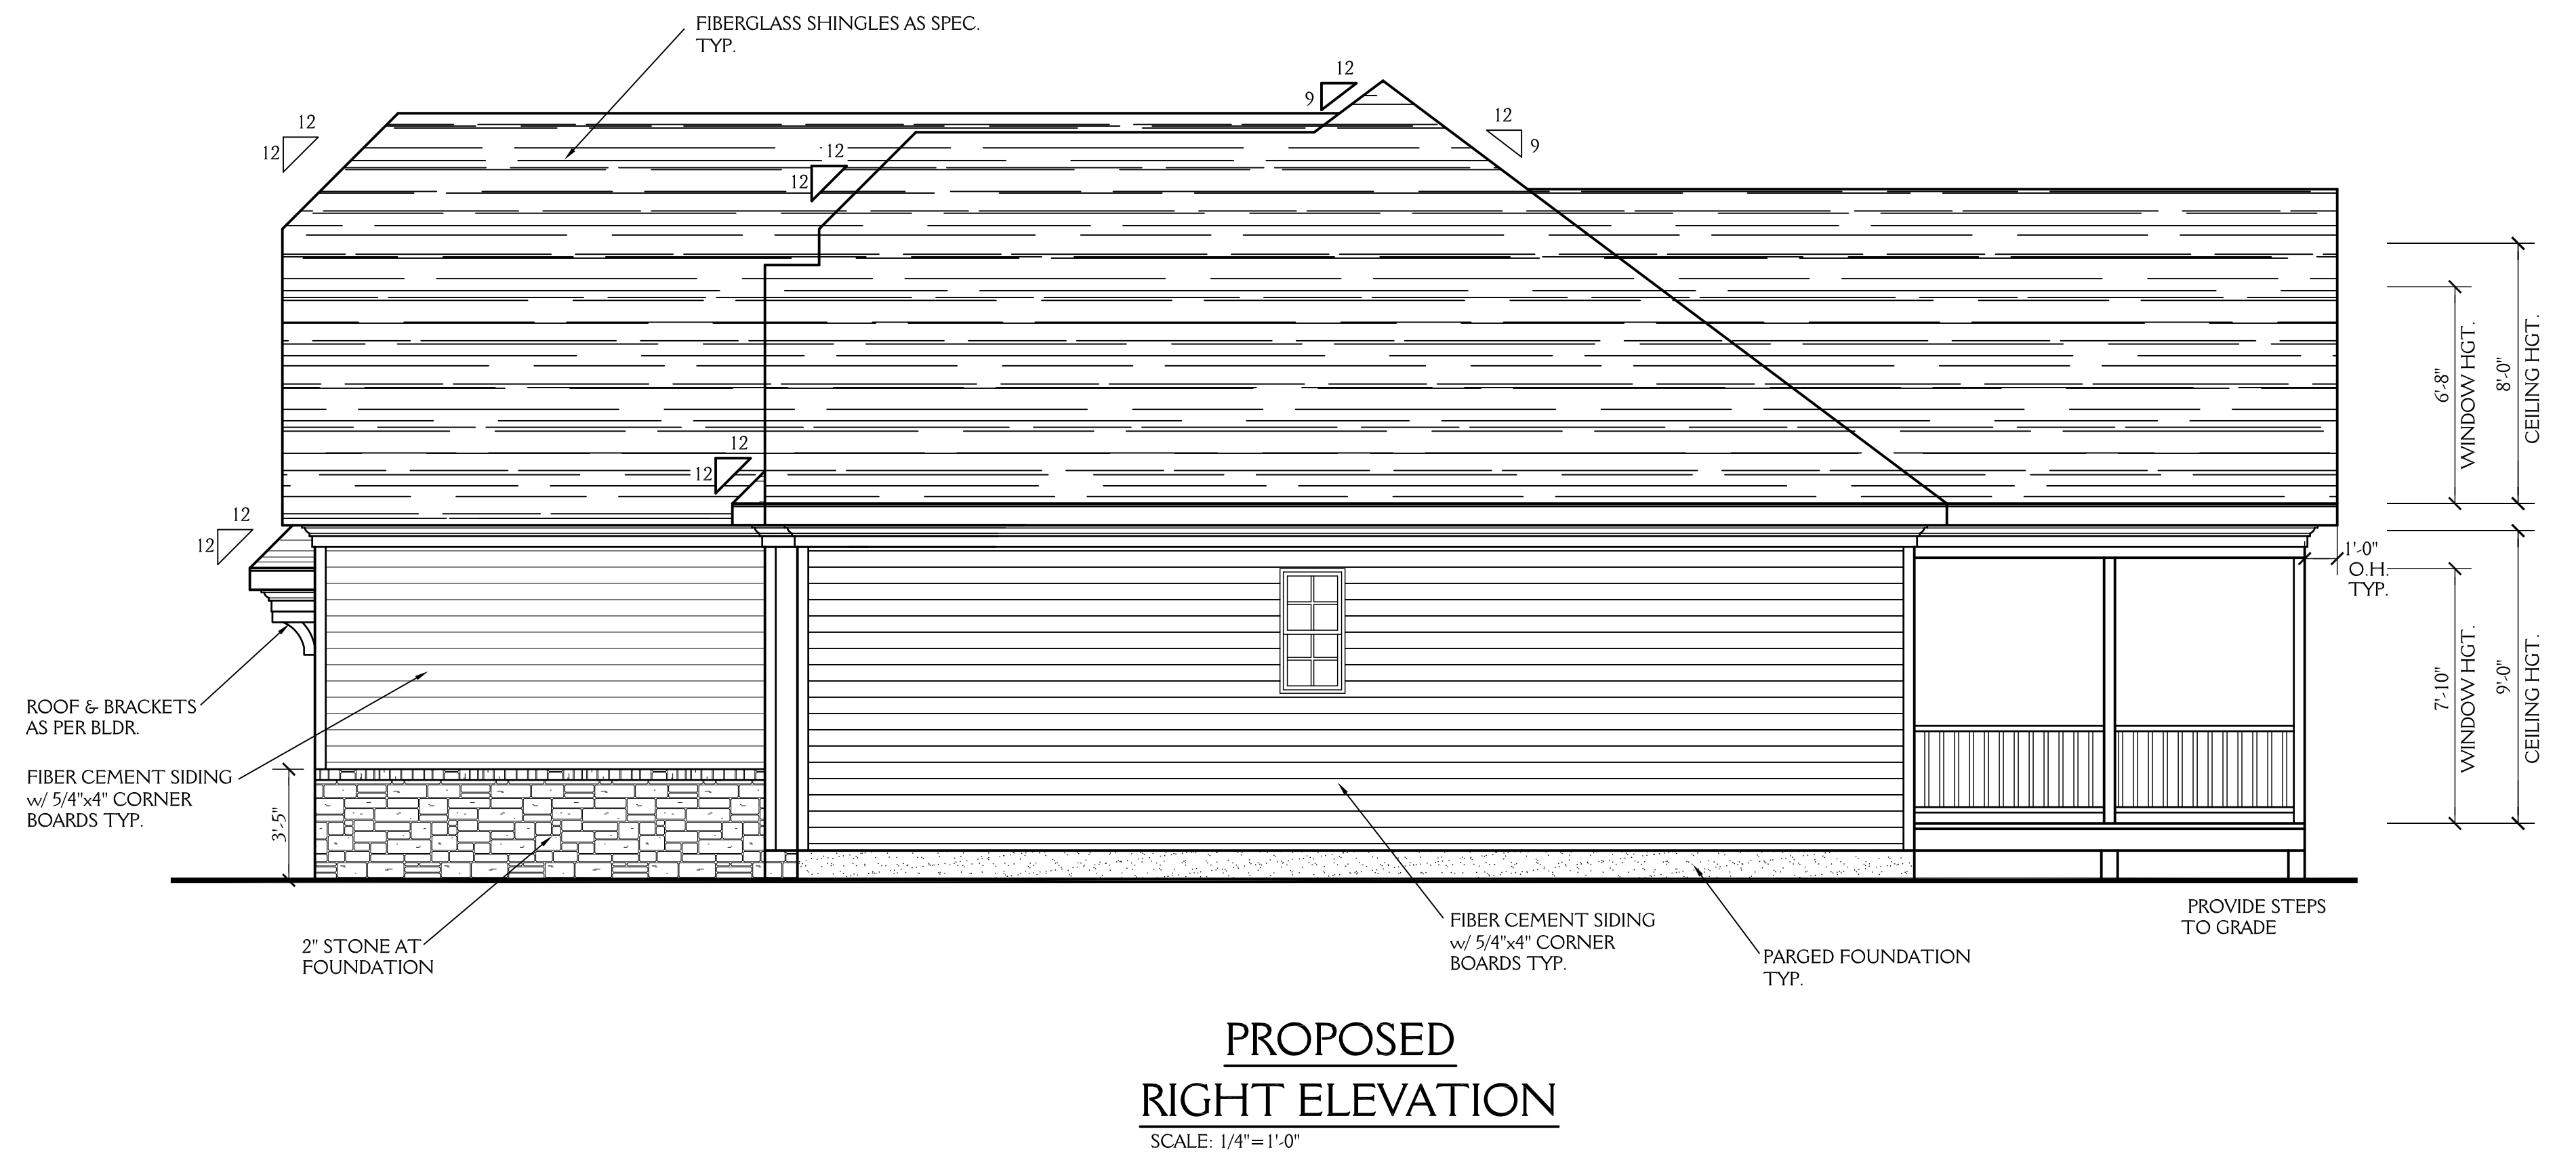 FIBERGLASS SHINGLES AS SPEC.
TYP.
12
9
12
9
12
12
12
12
12
12
12
12
6'-8"
WINDOW HGT.
8'-0"
CEILING HGT.
1'-0"
O.H.
TYP.
7'-10"
WINDOW HGT.
9'-0"
CEILING HGT.
ROOF & BRACKETS
AS PER BLDR.
FIBER CEMENT SIDING
w/ 5/4"x4" CORNER
BOARDS TYP.
3'-5"
2" STONE AT
FOUNDATION
FIBER CEMENT SIDING
w/ 5/4"x4" CORNER
BOARDS TYP.
PARGED FOUNDATION
TYP.
PROVIDE STEPS
TO GRADE
PROPOSED
RIGHT ELEVATION
SCALE: 1/4"=1'-0"